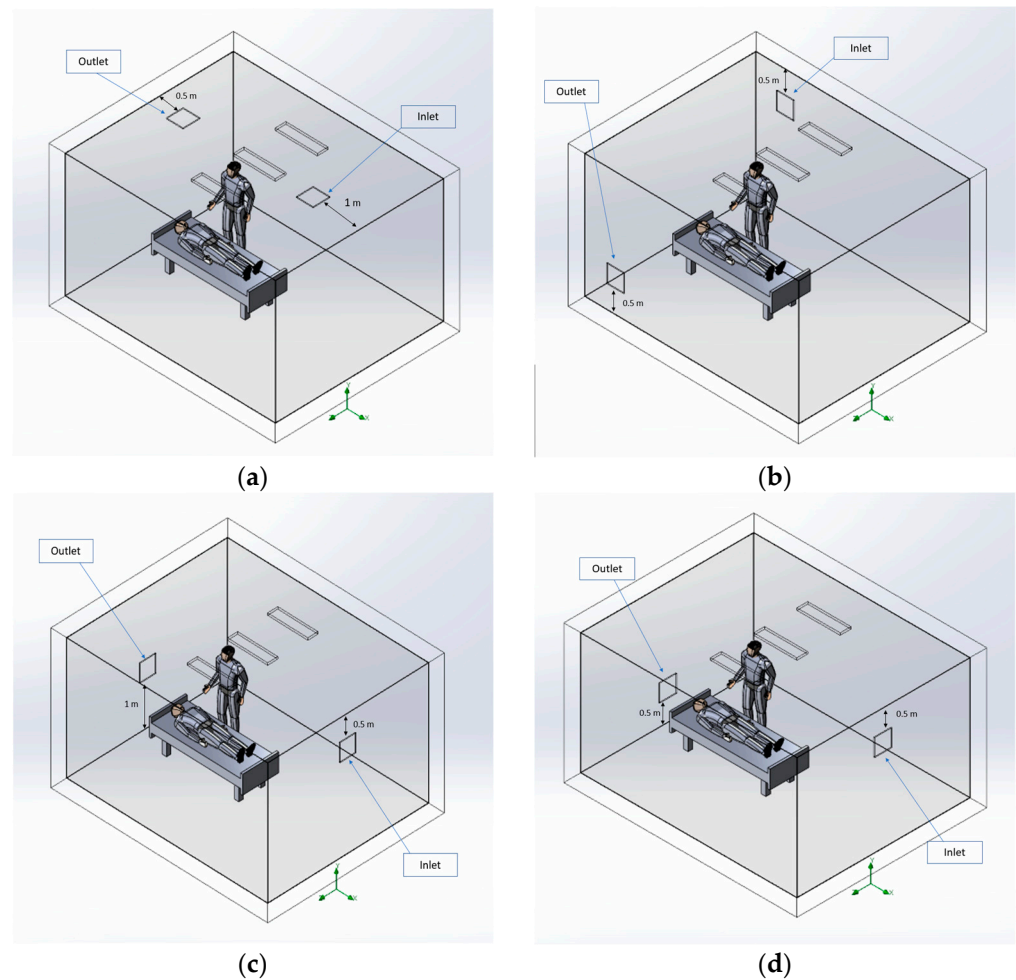 Outlet
0.5 m
Inlet
1 m
Y
X
Z
(a)
Inlet
0.5 m
Outlet
0.5 m
Y
X
Z
(b)
Outlet
1 m
0.5 m
Inlet
Y
X
Z
(c)
Outlet
0.5 m
0.5 m
Inlet
Y
X
Z
(d)